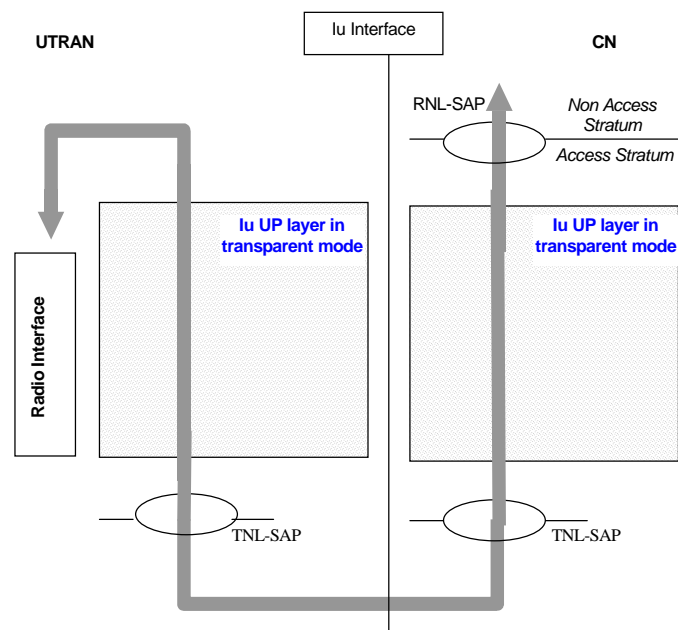 Iu Interface
UTRAN
CN
RNL-SAP
Non Access
Stratum
Access Stratum
Iu UP layer in
transparent mode
Iu UP layer in
transparent mode
Radio Interface
TNL-SAP
TNL-SAP